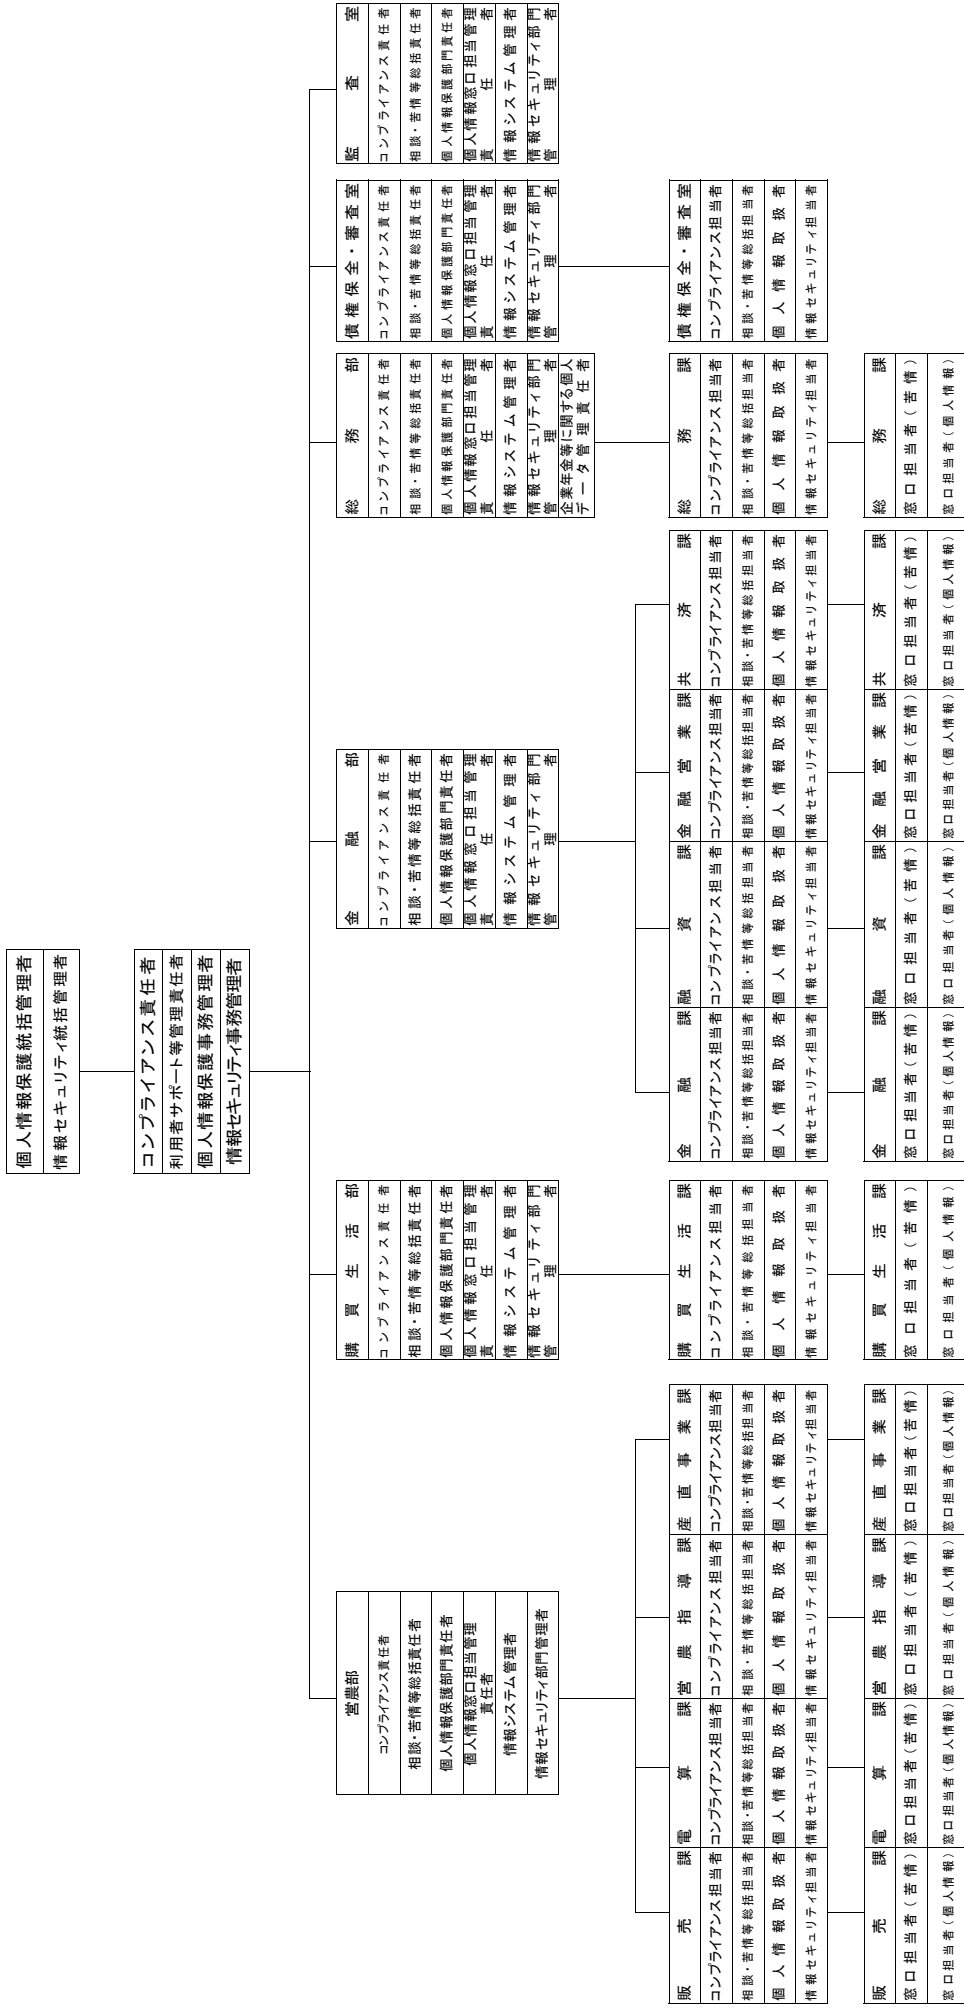 個人情報保護統括管理者
情報セキュリティ統括管理者
コンプライアンス責任者
利用者サポート等管理責任者
個人情報保護事務管理者
情報セキュリティ事務管理者
営農部
コンプライアンス責任者
相談・苦情等総括責任者
個人情報保護部門責任者
個人情報窓口担当管理
責任者
情報システム管理者
情報セキュリティ部門管理者
購買生活部
コンプライアンス責任者
相談・苦情等総括責任者
個人情報保護部門責任者
個人情報窓口担当管理
責任者
情報システム管理者
情報セキュリティ部門
管理者
金融部
コンプライアンス責任者
相談・苦情等総括責任者
個人情報保護部門責任者
個人情報窓口担当管理
責任者
情報システム管理者
情報セキュリティ部門
管理者
総務部
コンプライアンス責任者
相談・苦情等総括責任者
個人情報保護部門責任者
個人情報窓口担当管理
責任者
情報システム管理者
情報セキュリティ部門
管理者
企業年金等に関する個人
データ管理責任者
債権保全・審査室
コンプライアンス責任者
相談・苦情等総括責任者
個人情報保護部門責任者
個人情報窓口担当管理
責任者
情報システム管理者
情報セキュリティ部門
管理者
監査室
コンプライアンス責任者
相談・苦情等総括責任者
個人情報保護部門責任者
個人情報窓口担当管理
責任者
情報システム管理者
情報セキュリティ部門
管理者
販売課
コンプライアンス担当者
相談・苦情等総括担当者
個人情報取扱者
情報セキュリティ担当者
電算課
コンプライアンス担当者
相談・苦情等総括担当者
個人情報取扱者
情報セキュリティ担当者
営農指導課
コンプライアンス担当者
相談・苦情等総括担当者
個人情報取扱者
情報セキュリティ担当者
産直事業課
コンプライアンス担当者
相談・苦情等総括担当者
個人情報取扱者
情報セキュリティ担当者
購買生活課
コンプライアンス担当者
相談・苦情等総括担当者
個人情報取扱者
情報セキュリティ担当者
金融課
コンプライアンス担当者
相談・苦情等総括担当者
個人情報取扱者
情報セキュリティ担当者
融資課
コンプライアンス担当者
相談・苦情等総括担当者
個人情報取扱者
情報セキュリティ担当者
金融営業課
コンプライアンス担当者
相談・苦情等総括担当者
個人情報取扱者
情報セキュリティ担当者
共済課
コンプライアンス担当者
相談・苦情等総括担当者
個人情報取扱者
情報セキュリティ担当者
総務課
コンプライアンス担当者
相談・苦情等総括担当者
個人情報取扱者
情報セキュリティ担当者
債権保全・審査室
コンプライアンス担当者
相談・苦情等総括担当者
個人情報取扱者
情報セキュリティ担当者
販売課
窓口担当者（苦情）
窓口担当者（個人情報）
電算課
窓口担当者（苦情）
窓口担当者（個人情報）
営農指導課
窓口担当者（苦情）
窓口担当者（個人情報）
産直事業課
窓口担当者（苦情）
窓口担当者（個人情報）
購買生活課
窓口担当者（苦情）
窓口担当者（個人情報）
金融課
窓口担当者（苦情）
窓口担当者（個人情報）
融資課
窓口担当者（苦情）
窓口担当者（個人情報）
金融営業課
窓口担当者（苦情）
窓口担当者（個人情報）
共済課
窓口担当者（苦情）
窓口担当者（個人情報）
総務課
窓口担当者（苦情）
窓口担当者（個人情報）